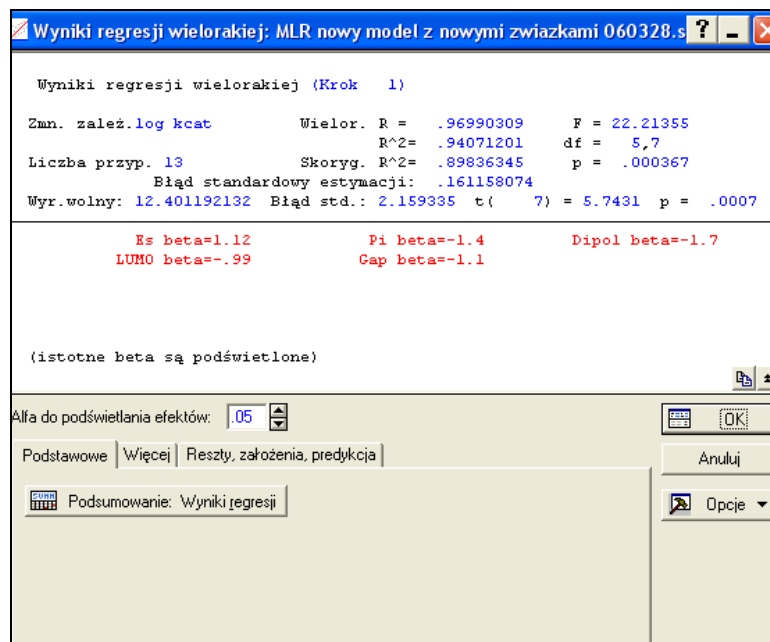 Wyniki regresji wielorakiej: MLR nowy model z nowymi zwiazkami 060328.s
Wyniki regresji wielorakiej (Krok 1)
Zmn. zależ.log kcat Wielor. R = .96990309 F = 22.21355
R^2= .94071201 df = 5,7
Liczba przyp. 13 Skoryg. R^2= .89836345 p = .000367
Błąd standardowy estymacji: .161158074
Wyr.wolny: 12.401192132 Błąd std.: 2.159335 t( 7) = 5.7431 p = .0007
Es beta=1.12 Pi beta=-1.4 Dipol beta=-1.7
LUMO beta=-.99 Gap beta=-1.1
(istotne beta są podświetlone)
Alfa do podświetlania efektów: .05
OK
Podstawowe Więcej Reszty, założenia, predykcja
Anuluj
SUMM Podsumowanie: Wyniki regresji
Opcje